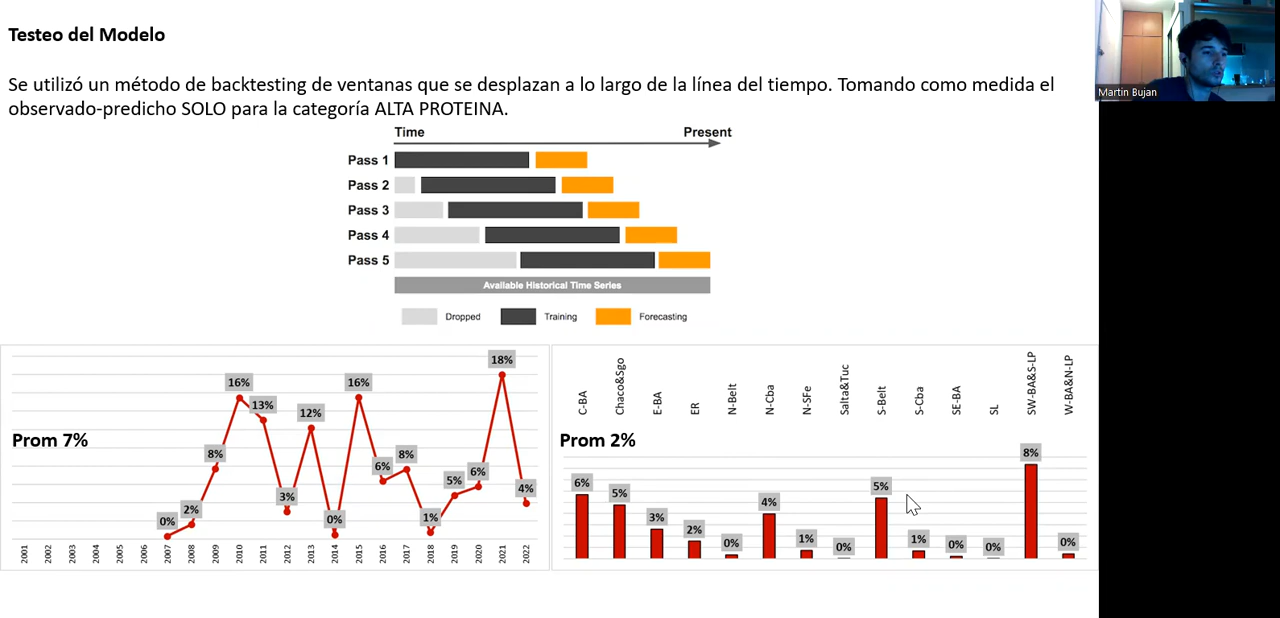 Testeo del Modelo
Martin Bujan
Se utilizó un método de backtesting de ventanas que se desplazan a lo largo de la línea del tiempo. Tomando como medida el
observado-predicho SOLO para la categoría ALTA PROTEINA.
Time Present
Pass 1
Pass 2
Pass 3
Pass 4
Pass 5
Available Historical Time Series
Dropped Training Forecasting
Prom 7%
0% 2% 8% 16% 13% 3% 12% 0% 16% 6% 8% 1% 5% 6% 18% 4%
2001 2002 2003 2004 2005 2006 2007 2008 2009 2010 2011 2012 2013 2014 2015 2016 2017 2018 2019 2020 2021 2022
C-BA Chaco&Sgo E-BA ER N-Belt N-Cba N-SFe Salta&Tuc S-Belt S-Cba SE-BA SL SW-BA&S-LP W-BA&N-LP
Prom 2%
6% 5% 3% 2% 0% 4% 1% 0% 5% 1% 0% 0% 8% 0%